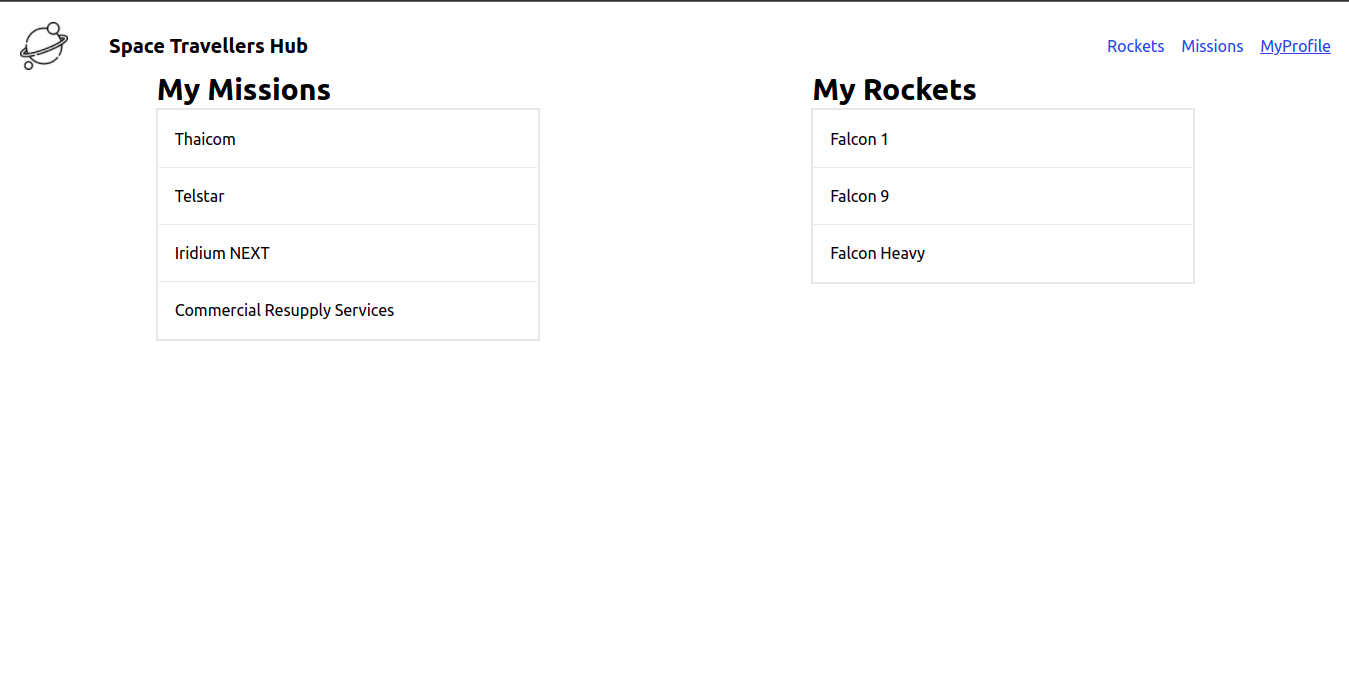 Space Travellers Hub
Rockets Missions MyProfile
My Missions
Thaicom
Telstar
Iridium NEXT
Commercial Resupply Services
My Rockets
Falcon 1
Falcon 9
Falcon Heavy